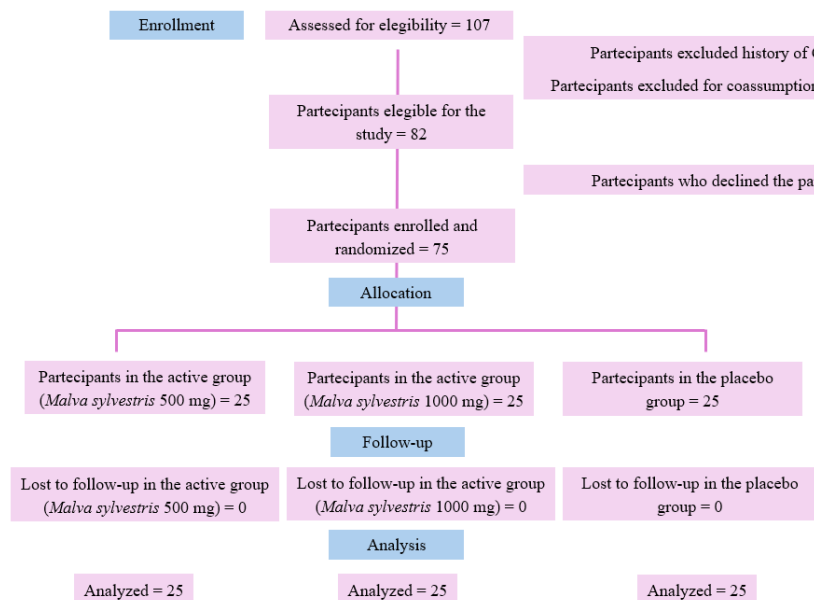 Enrollment
Assessed for elegibility = 107
Partecipants excluded history of
Partecipants excluded for coassumption
Partecipants elegible for the
study = 82
Partecipants who declined the
Partecipants enrolled and
randomized = 75
Allocation
Partecipants in the active group
(Malva sylvestris 500 mg) = 25
Partecipants in the active group
(Malva sylvestris 1000 mg) = 25
Partecipants in the placebo
group = 25
Follow-up
Lost to follow-up in the active group
(Malva sylvestris 500 mg) = 0
Lost to follow-up in the active group
(Malva sylvestris 1000 mg) = 0
Lost to follow-up in the placebo
group = 0
Analysis
Analyzed = 25
Analyzed = 25
Analyzed = 25